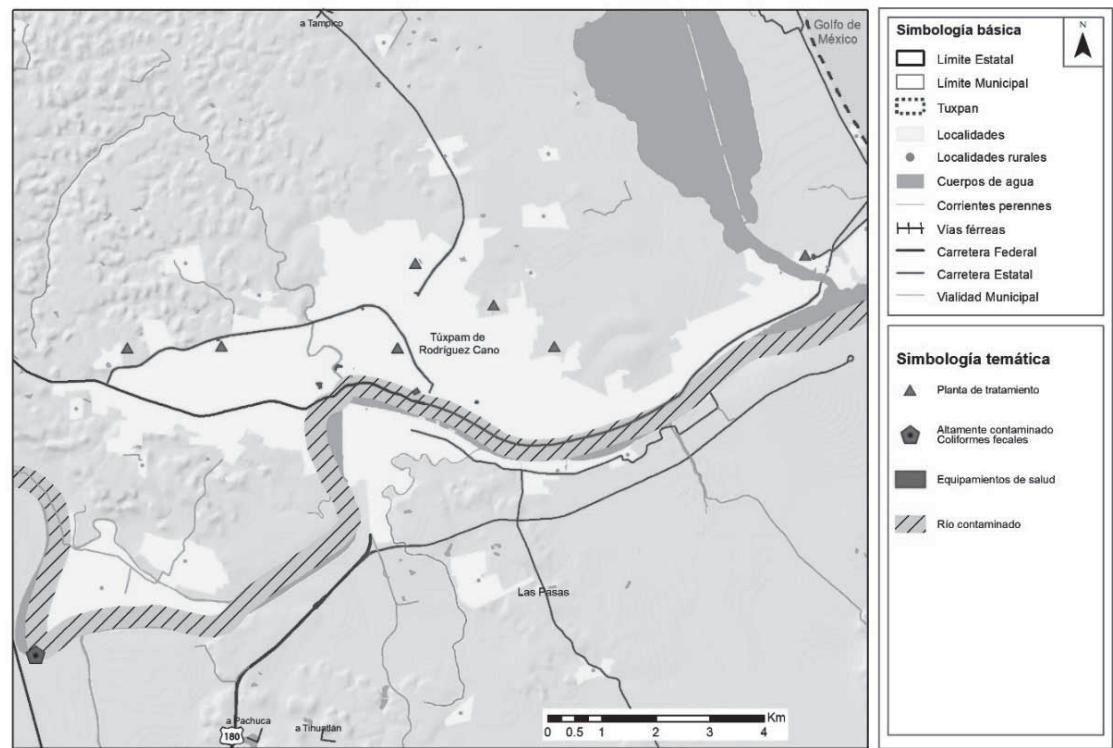 a Tampico
Golfo de
México
Túxpam de
Rodríguez Cano
Las Pasas
a Pachuca
180
a Tihuatlán
0 0.5 1 2 3 4
Km
Simbología básica
N
Límite Estatal
Límite Municipal
Tuxpan
Localidades
Localidades rurales
Cuerpos de agua
Corrientes perennes
Vías férreas
Carretera Federal
Carretera Estatal
Vialidad Municipal
Simbología temática
Planta de tratamiento
Altamente contaminado
Coliformes fecales
Equipamientos de salud
Río contaminado